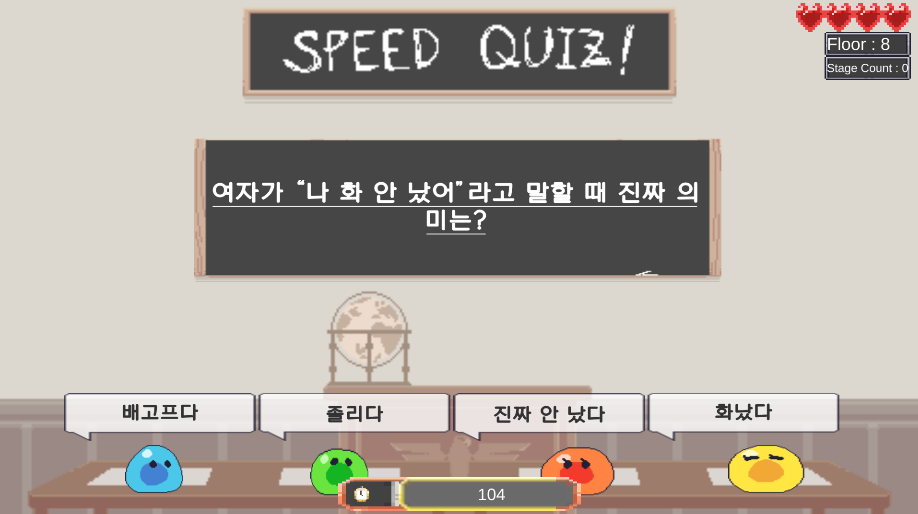 SPEED QUIZ!
Floor : 8
Stage Count : 0
여자가 “나 화 안 났어”라고 말할 때 진짜 의
미는?
배고프다
졸리다
진짜 안 났다
화났다
104